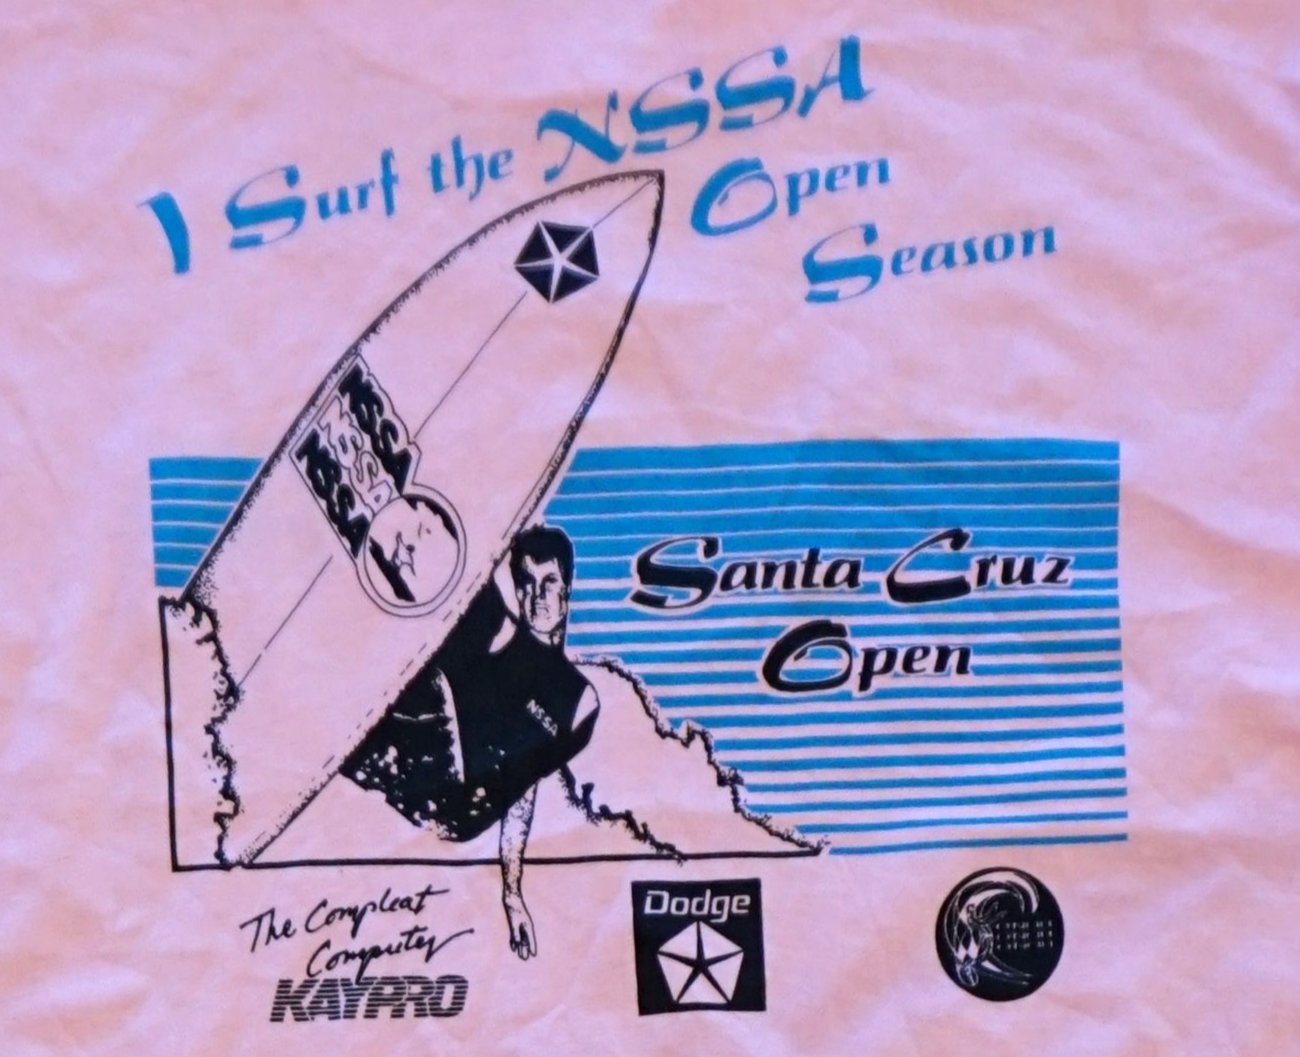 I Surf the NSSA
Open
Season
NSSA
NSSA
NSSA
Santa Cruz
Open
NSSA
The Compleat
Computer
KAYPRO
Dodge